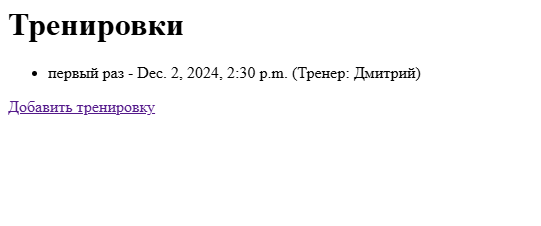 Тренировки
первый раз - Dec. 2, 2024, 2:30 p.m. (Тренер: Дмитрий)
Добавить тренировку